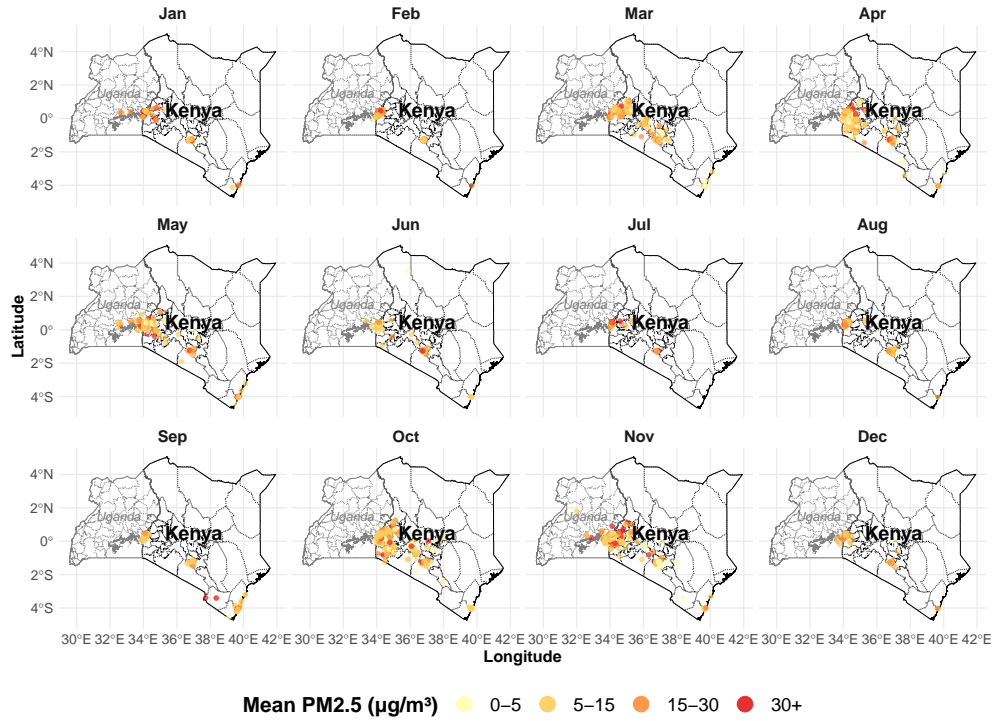 Jan Feb Mar Apr
4°N
2°N
0°
2°S
4°S
Uganda Kenya Uganda Kenya Uganda Kenya Uganda Kenya
May Jun Jul Aug
4°N
2°N
0°
2°S
4°S
Uganda Kenya Uganda Kenya Uganda Kenya Uganda Kenya
Latitude
Sep Oct Nov Dec
4°N
2°N
0°
2°S
4°S
Uganda Kenya Uganda Kenya Uganda Kenya Uganda Kenya
30°E 32°E 34°E 36°E 38°E 40°E 42°E 30°E 32°E 34°E 36°E 38°E 40°E 42°E 30°E 32°E 34°E 36°E 38°E 40°E 42°E 30°E 32°E 34°E 36°E 38°E 40°E 42°E
Longitude
Mean PM2.5 (µg/m³) 0–5 5–15 15–30 30+